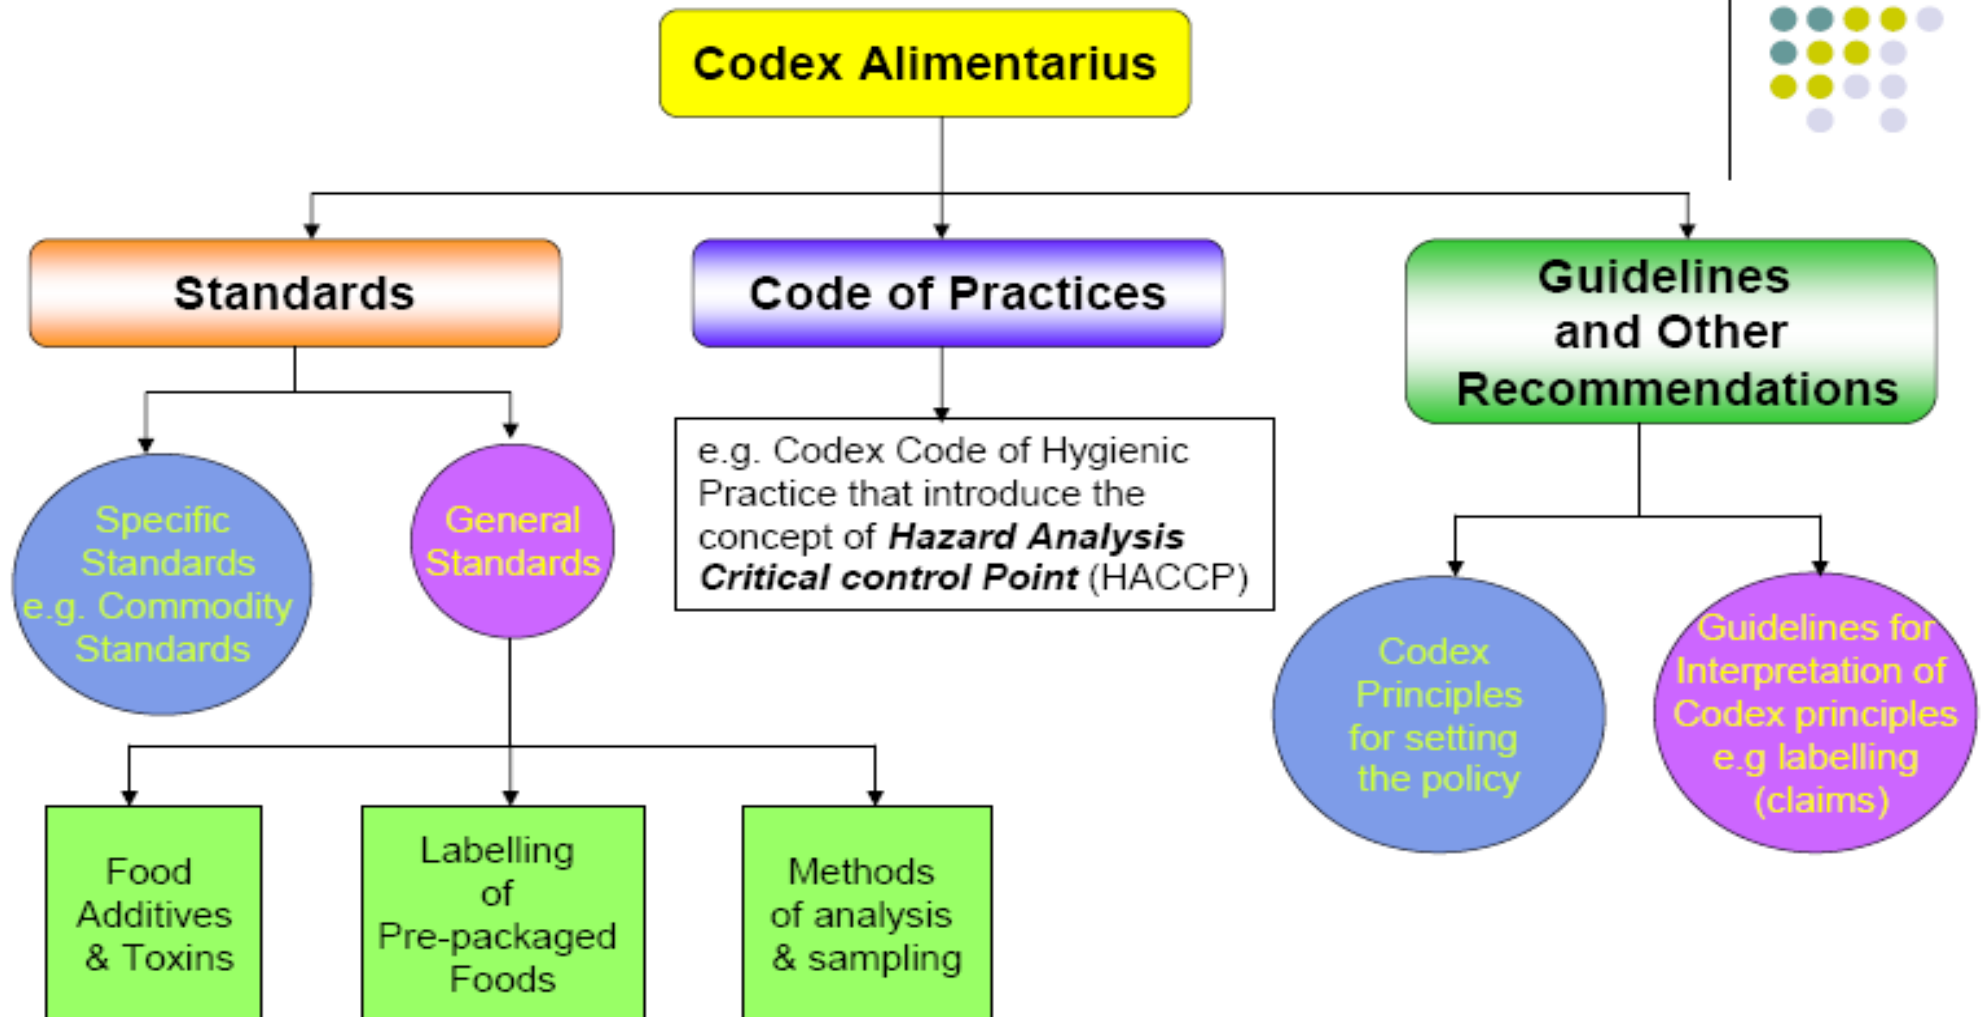 Codex Alimentarius
Standards
Code of Practices
Guidelines
and Other
Recommendations
Specific
Standards
e.g. Commodity
Standards
General
Standards
e.g. Codex Code of Hygienic
Practice that introduce the
concept of Hazard Analysis
Critical control Point (HACCP)
Codex
Principles
for setting
the policy
Guidelines for
Interpretation of
Codex principles
e.g labelling
(claims)
Food
Additives
& Toxins
Labelling
of
Pre-packaged
Foods
Methods
of analysis
& sampling